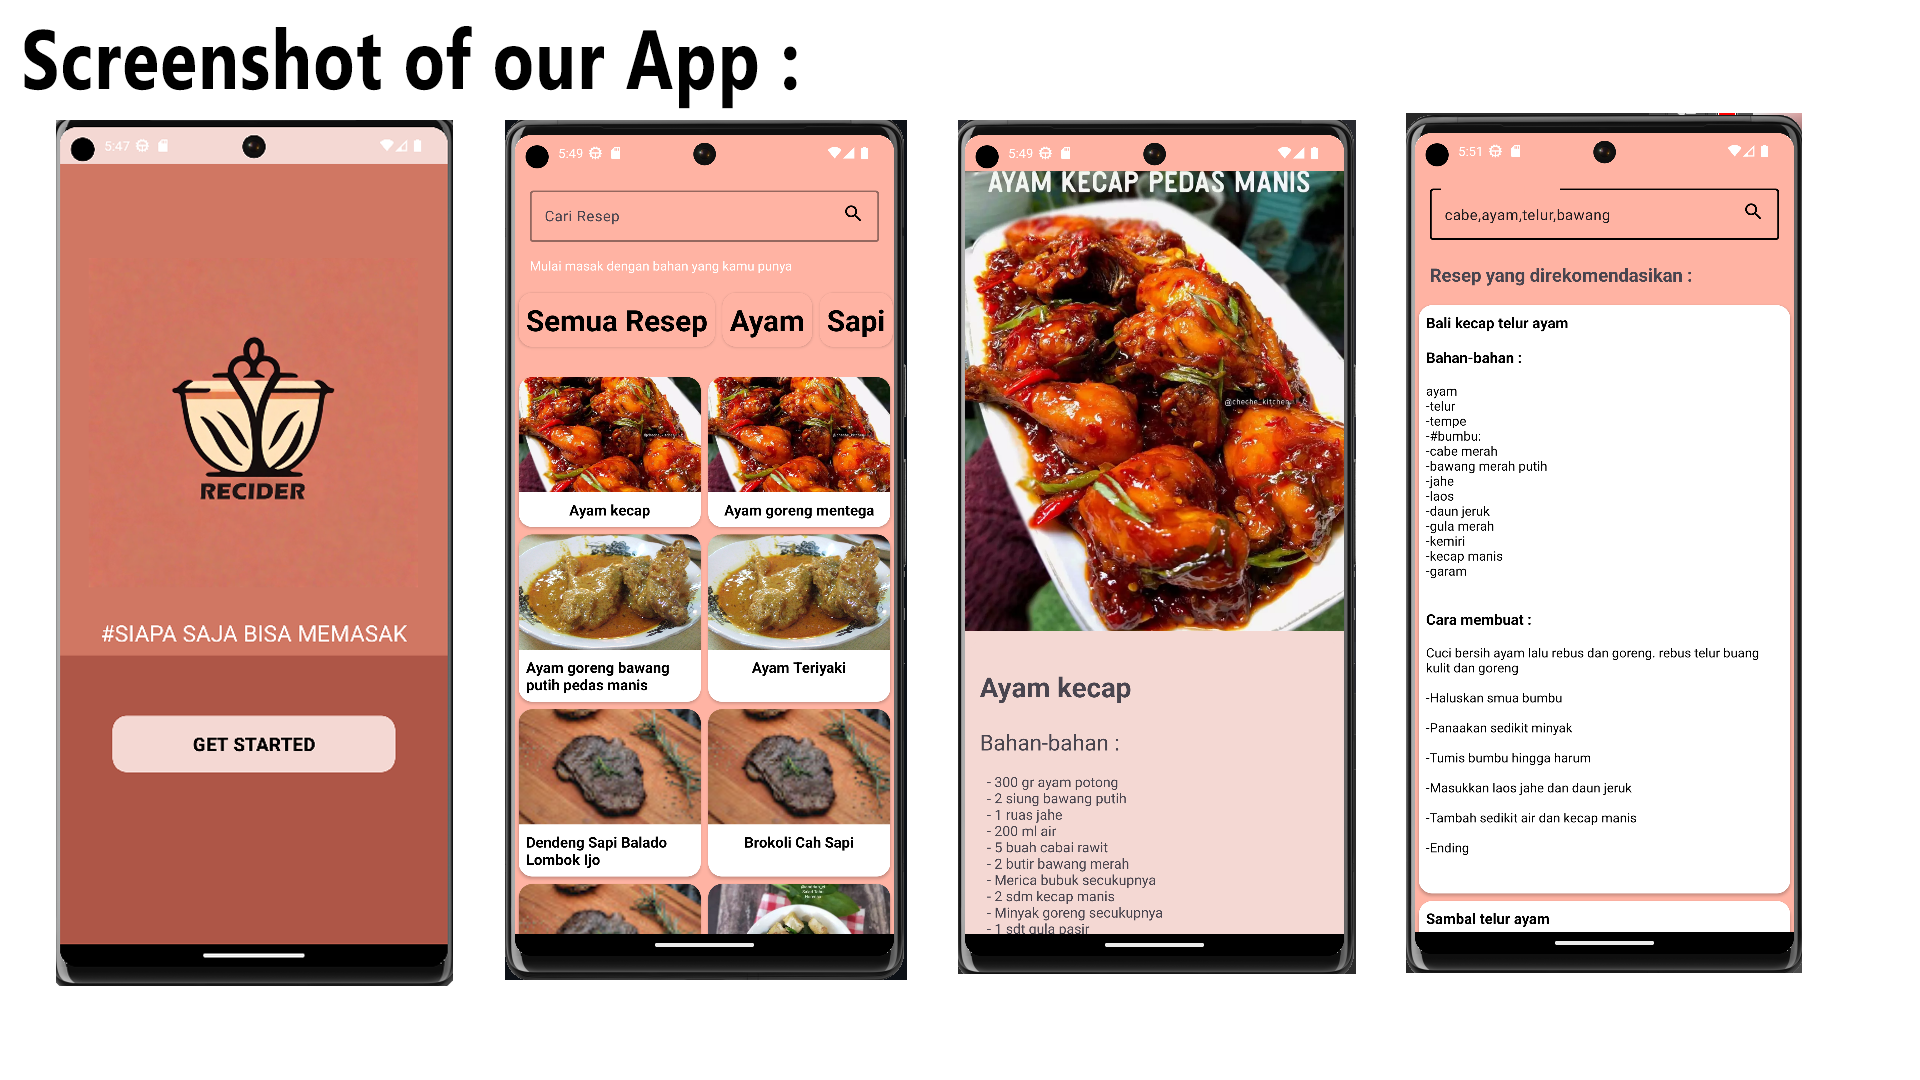 Screenshot of our App :
5:47
RECIDER
#SIAPA SAJA BISA MEMASAK
GET STARTED
5:49
Cari Resep
Mulai masak dengan bahan yang kamu punya
Semua Resep
Ayam
Sapi
Ayam kecap
Ayam goreng mentega
Ayam goreng bawang
putih pedas manis
Ayam Teriyaki
Dendeng Sapi Balado
Lombok Ijo
Brokoli Cah Sapi
5:49
AYAM KECAP PEDAS MANIS
@cheche_kitchen
Ayam kecap
Bahan-bahan :
- 300 gr ayam potong
- 2 siung bawang putih
- 1 ruas jahe
- 200 ml air
- 5 buah cabai rawit
- 2 butir bawang merah
- Merica bubuk secukupnya
- 2 sdm kecap manis
- Minyak goreng secukupnya
- 1 sdt gula pasir
5:51
cabe,ayam,telur,bawang
Resep yang direkomendasikan :
Bali kecap telur ayam
Bahan-bahan :
ayam
-telur
-tempe
-#bumbu:
-cabe merah
-bawang merah putih
-jahe
-laos
-daun jeruk
-gula merah
-kemiri
-kecap manis
-garam
Cara membuat :
Cuci bersih ayam lalu rebus dan goreng. rebus telur buang
kulit dan goreng
-Haluskan smua bumbu
-Panaakan sedikit minyak
-Tumis bumbu hingga harum
-Masukkan laos jahe dan daun jeruk
-Tambah sedikit air dan kecap manis
-Ending
Sambal telur ayam